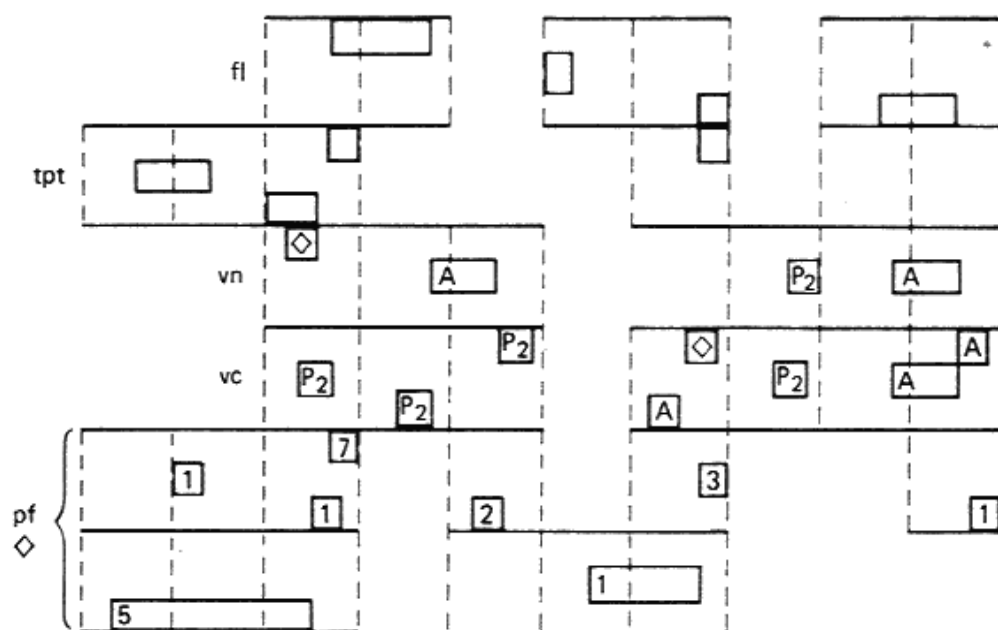 fl
tpt
◇
vn A P2 A
P2 ◇ A
vc P2 P2 A
P2 A
7
1 3
pf 1 2 1
◇
1
5